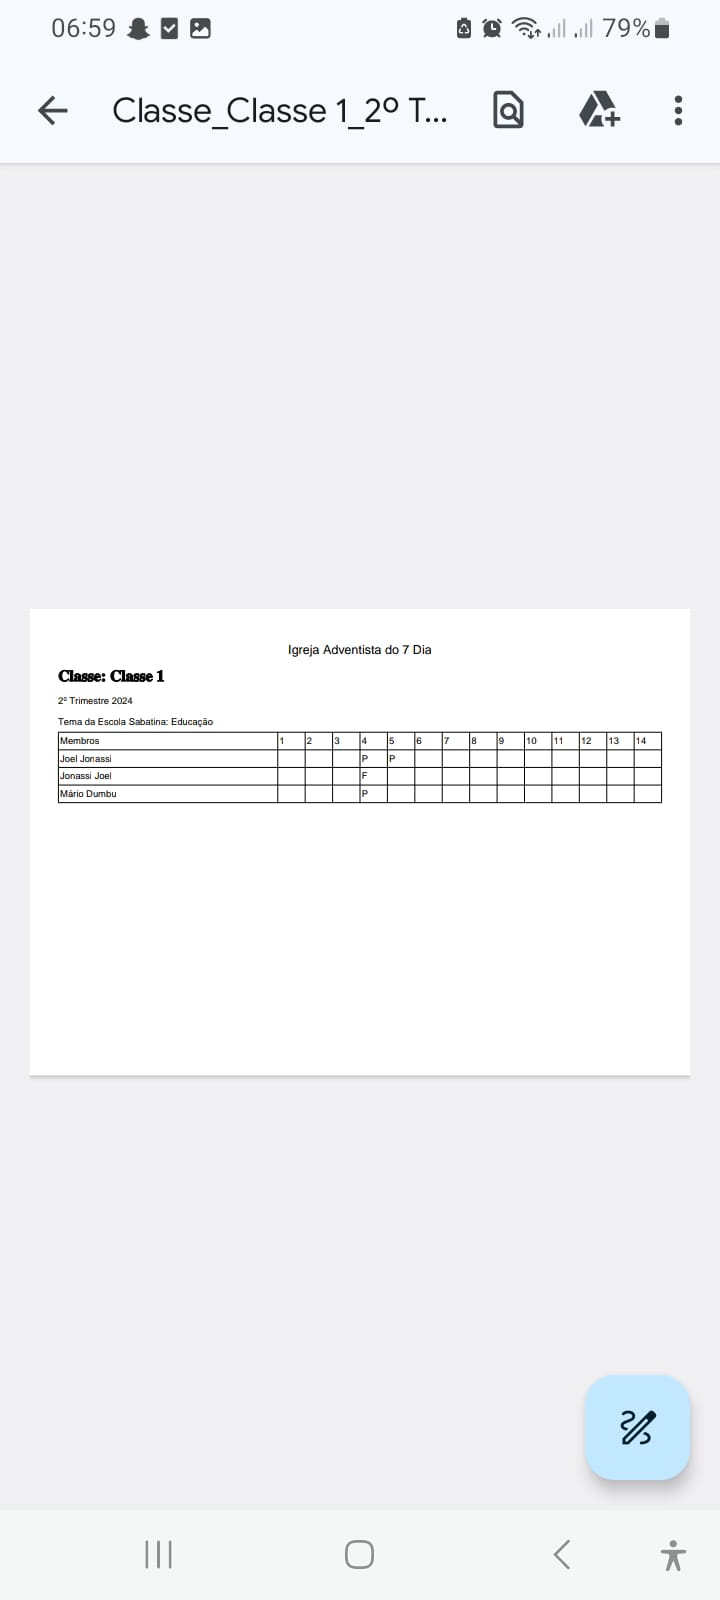 06:59 79%
Classe_Classe 1_2º T...
Igreja Adventista do 7 Dia
Classe: Classe 1
2º Trimestre 2024
Tema da Escola Sabatina: Educação
Membros 1 2 3 4 5 6 7 8 9 10 11 12 13 14
Joel Jonassi P P
Jonassi Joel F
Mário Dumbu P